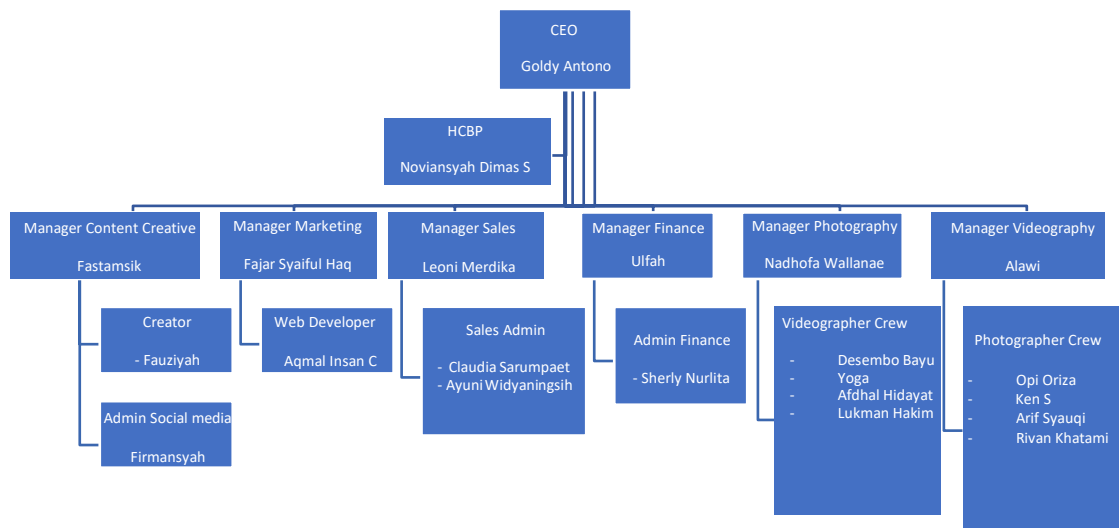 CEO
Goldy Antono
HCBP
Noviansyah Dimas S
Manager Content Creative
Fastamsik
Manager Marketing
Fajar Syaiful Haq
Manager Sales
Leoni Merdika
Manager Finance
Ulfah
Manager Photography
Nadhofa Wallanae
Manager Videography
Alawi
Creator
- Fauziyah
Admin Social media
Firmansyah
Web Developer
Aqmal Insan C
Sales Admin
- Claudia Sarumpaet
- Ayuni Widyaningsih
Admin Finance
- Sherly Nurlita
Videographer Crew
- Desembo Bayu
- Yoga
- Afdhal Hidayat
- Lukman Hakim
Photographer Crew
- Opi Oriza
- Ken S
- Arif Syauqi
- Rivan Khatami